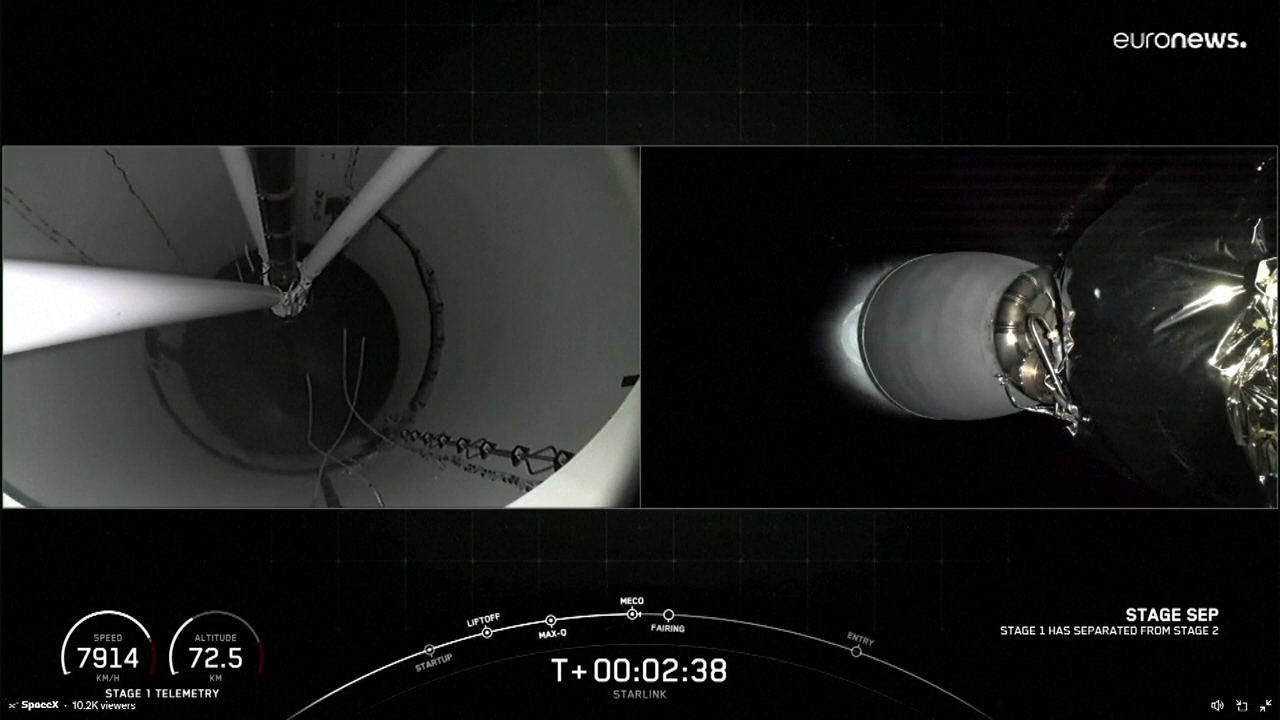 euronews.
MECO
LIFTOFF
MAX-Q
FAIRING
STARTUP
ENTRY
STAGE SEP
STAGE 1 HAS SEPARATED FROM STAGE 2
SPEED
7914
KM/H
ALTITUDE
72.5
KM
STAGE 1 TELEMETRY
T+00:02:38
STARLINK
SpaceX · 10.2K viewers